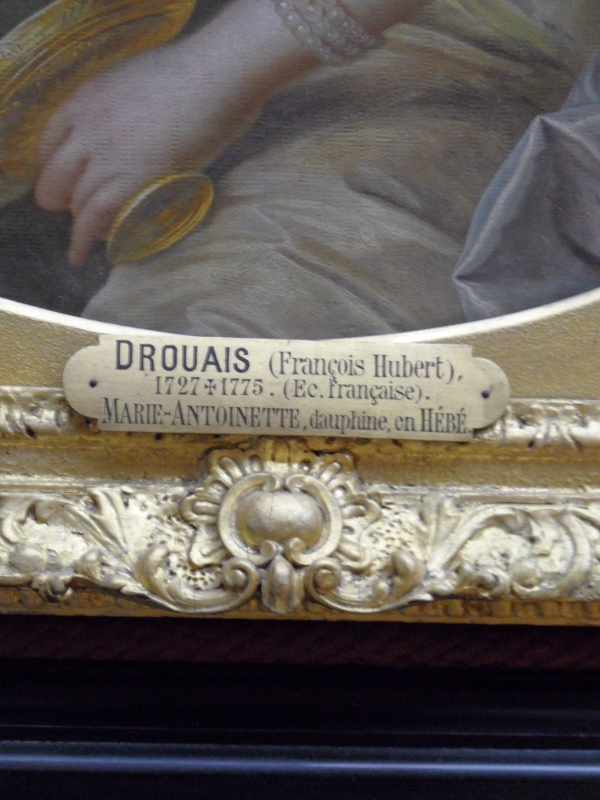 DROUAIS (François Hubert),
1727✝1775. (Ec. française).
MARIE-ANTOINETTE, dauphine, en HÉBÉ.